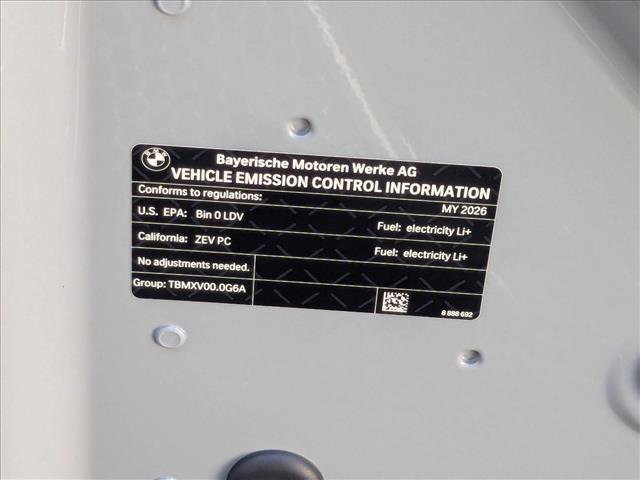 BMW
Bayerische Motoren Werke AG
VEHICLE EMISSION CONTROL INFORMATION
Conforms to regulations: MY 2026
U.S. EPA: Bin 0 LDV Fuel: electricity Li+
California: ZEV PC Fuel: electricity Li+
No adjustments needed.
Group: TBMXV00.0G6A
8 888 692